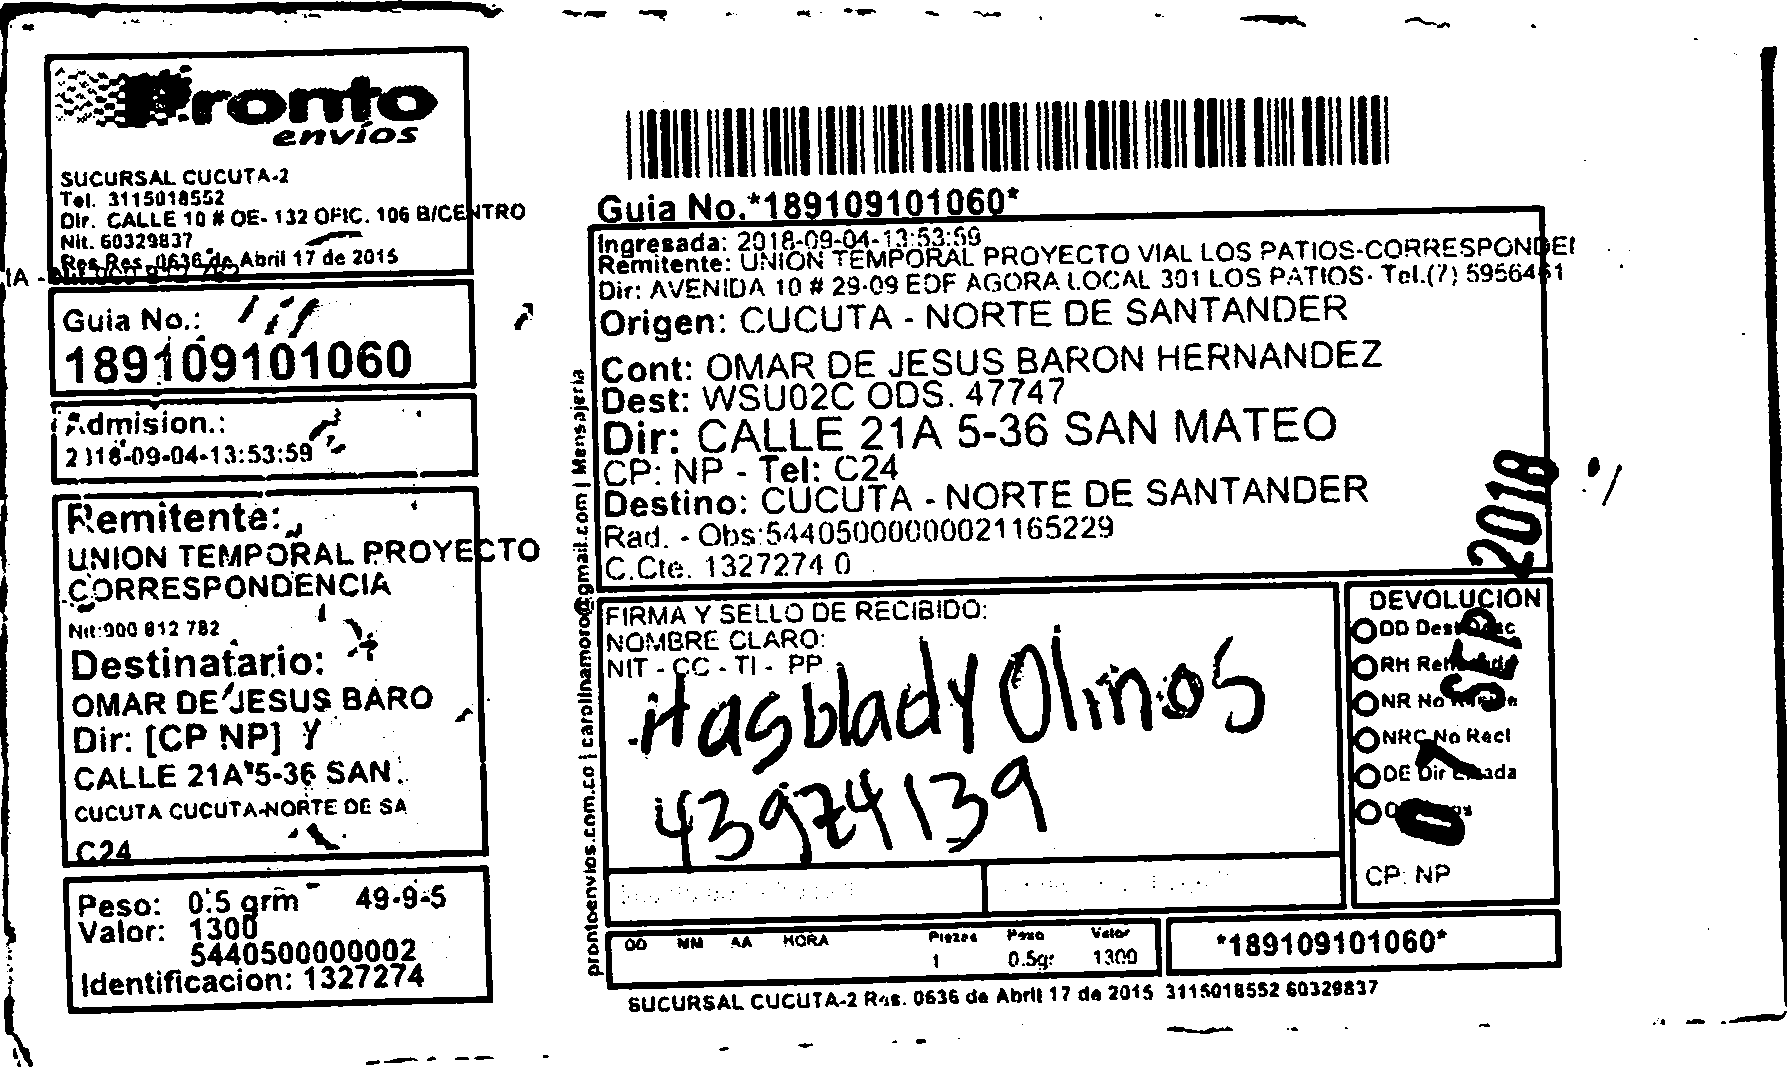 Pronto
envíos
SUCURSAL CUCUTA-2
Tel. 3115018552
Dir. CALLE 10 # OE- 132 OFIC. 106 B/CENTRO
Nit. 60329837
Res Res. 0636 de Abril 17 de 2015
Guia No.:
189109101060
Admision.:
2018-09-04-13:53:59
Remitente:
UNION TEMPORAL PROYECTO
CORRESPONDENCIA
Nit:900 812 782
Destinatario:
OMAR DE JESUS BARO
Dir: [CP NP] Y
CALLE 21A 5-36 SAN
CUCUTA CUCUTA-NORTE DE SA
C24
Peso: 0.5 grm 49-9-5
Valor: 1300
5440500000002
Identificacion: 1327274
Guia No.*189109101060*
Ingresada: 2018-09-04-13:53:59
Remitente: UNION TEMPORAL PROYECTO VIAL LOS PATIOS-CORRESPONDEN
Dir: AVENIDA 10 # 29-09 EDF AGORA LOCAL 301 LOS PATIOS- Tel.(7) 5956461
Origen: CUCUTA - NORTE DE SANTANDER
Cont: OMAR DE JESUS BARON HERNANDEZ
Dest: WSU02C ODS. 47747
Dir: CALLE 21A 5-36 SAN MATEO
CP: NP - Tel: C24
Destino: CUCUTA - NORTE DE SANTANDER
Rad. - Obs:54405000000021165229
C.Cte. 1327274 0
prontoenvios.com.co | carolinamoro@gmail.com | Mensajeria
FIRMA Y SELLO DE RECIBIDO:
NOMBRE CLARO:
NIT - CC - TI - PP
Hasblady Olinos
43974139
DEVOLUCION
DD
RH
NR No
NRC No Recl
DE Dir Errada
CP: NP
07 SEP 2018
DD MM AA HORA Piezas Peso Valor
1 0.5gr 1300
*189109101060*
SUCURSAL CUCUTA-2 Res. 0636 de Abril 17 de 2015 3115018552 60329837